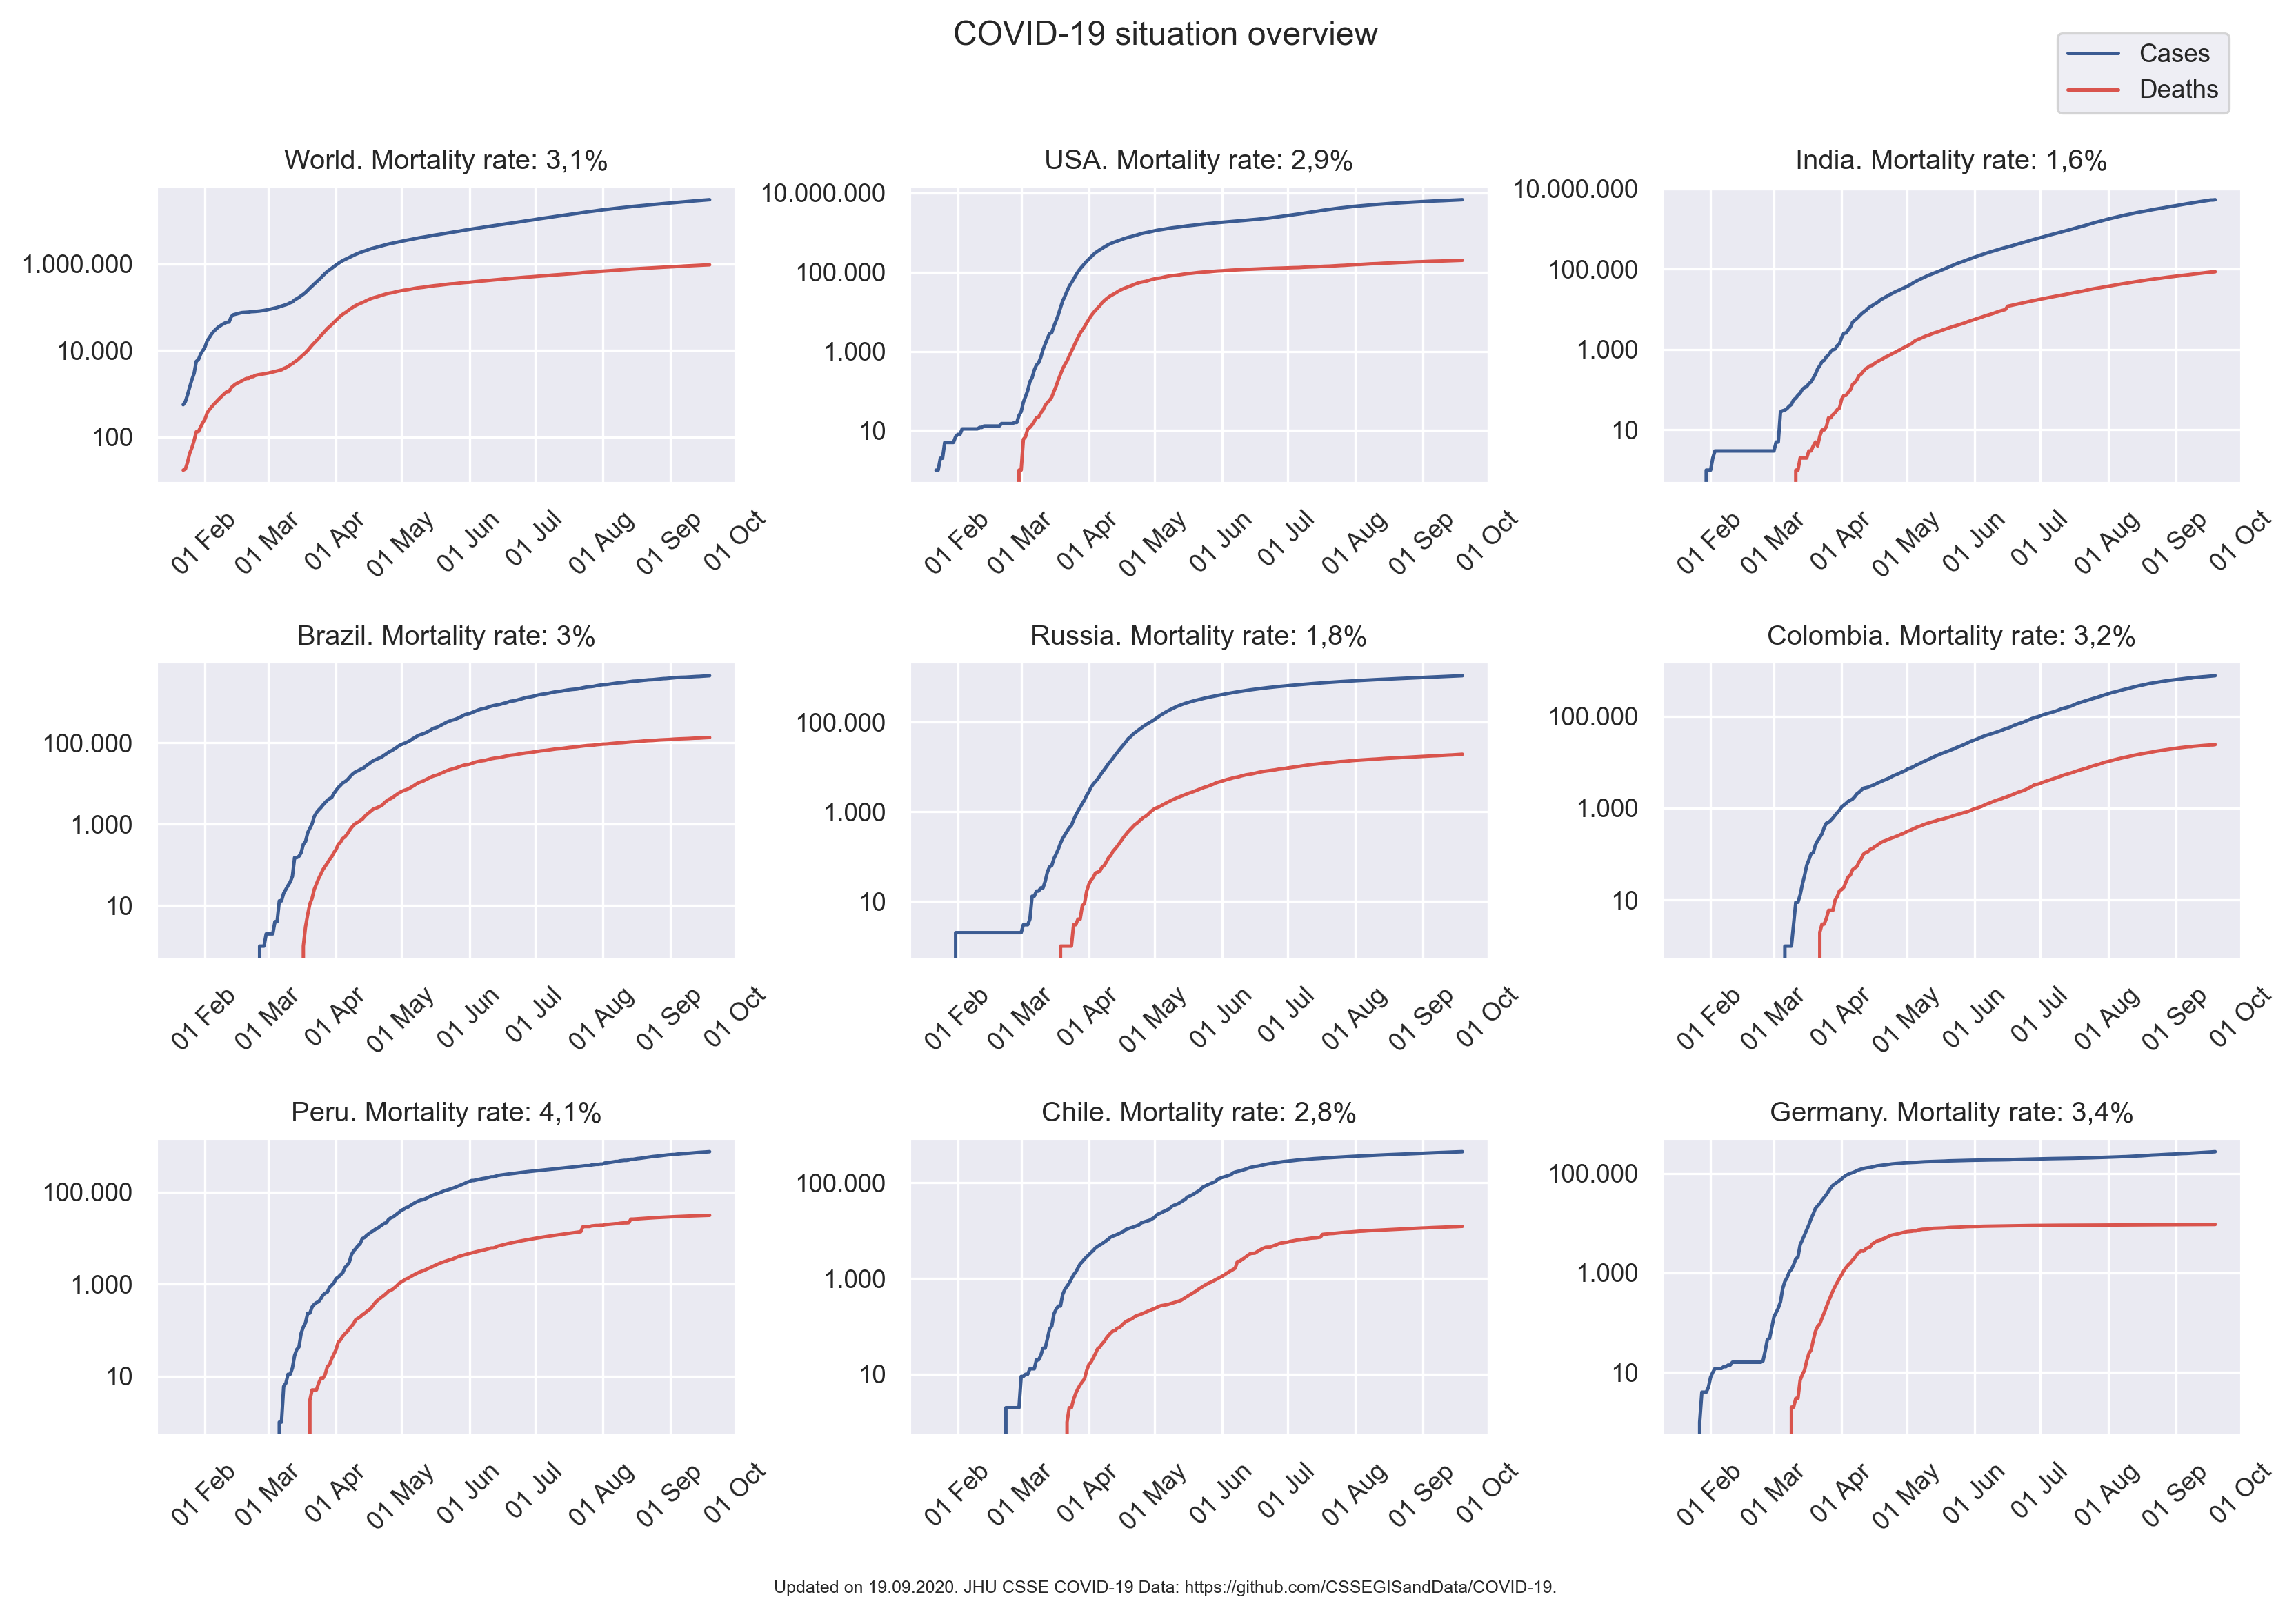 COVID-19 situation overview
Cases
Deaths
World. Mortality rate: 3,1%
1.000.000
10.000
100
01 Feb
01 Mar
01 Apr
01 May
01 Jun
01 Jul
01 Aug
01 Sep
01 Oct
USA. Mortality rate: 2,9%
10.000.000
100.000
1.000
10
01 Feb
01 Mar
01 Apr
01 May
01 Jun
01 Jul
01 Aug
01 Sep
01 Oct
India. Mortality rate: 1,6%
10.000.000
100.000
1.000
10
01 Feb
01 Mar
01 Apr
01 May
01 Jun
01 Jul
01 Aug
01 Sep
01 Oct
Brazil. Mortality rate: 3%
100.000
1.000
10
01 Feb
01 Mar
01 Apr
01 May
01 Jun
01 Jul
01 Aug
01 Sep
01 Oct
Russia. Mortality rate: 1,8%
100.000
1.000
10
01 Feb
01 Mar
01 Apr
01 May
01 Jun
01 Jul
01 Aug
01 Sep
01 Oct
Colombia. Mortality rate: 3,2%
100.000
1.000
10
01 Feb
01 Mar
01 Apr
01 May
01 Jun
01 Jul
01 Aug
01 Sep
01 Oct
Peru. Mortality rate: 4,1%
100.000
1.000
10
01 Feb
01 Mar
01 Apr
01 May
01 Jun
01 Jul
01 Aug
01 Sep
01 Oct
Chile. Mortality rate: 2,8%
100.000
1.000
10
01 Feb
01 Mar
01 Apr
01 May
01 Jun
01 Jul
01 Aug
01 Sep
01 Oct
Germany. Mortality rate: 3,4%
100.000
1.000
10
01 Feb
01 Mar
01 Apr
01 May
01 Jun
01 Jul
01 Aug
01 Sep
01 Oct
Updated on 19.09.2020. JHU CSSE COVID-19 Data: https://github.com/CSSEGISandData/COVID-19.